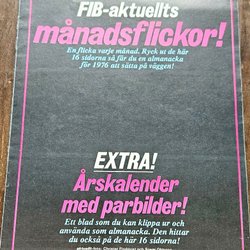 FIB-aktuellts
månadsflickor!
En flicka varje månad. Ryck ut de här
16 sidorna så får du en almanacka
för 1976 att sätta på väggen!
EXTRA!
Årskalender
med parbilder!
Ett blad som du kan klippa ur och
använda som almanacka. Den hittar
du också på de här 16 sidorna!